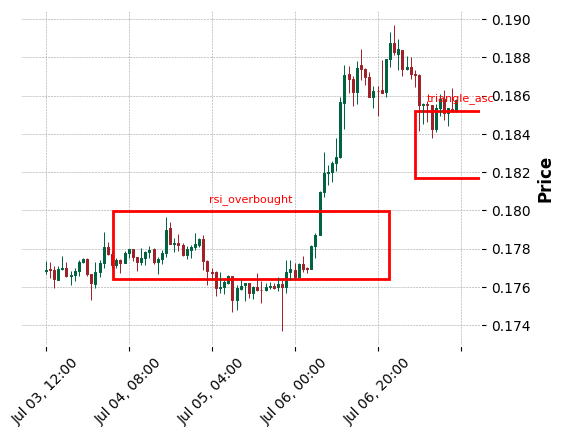 0.190
0.188
0.186
triangle_asc
0.184
0.182
rsi_overbought
0.180
0.178
0.176
0.174
Price
Jul 03, 12:00
Jul 04, 08:00
Jul 05, 04:00
Jul 06, 00:00
Jul 06, 20:00